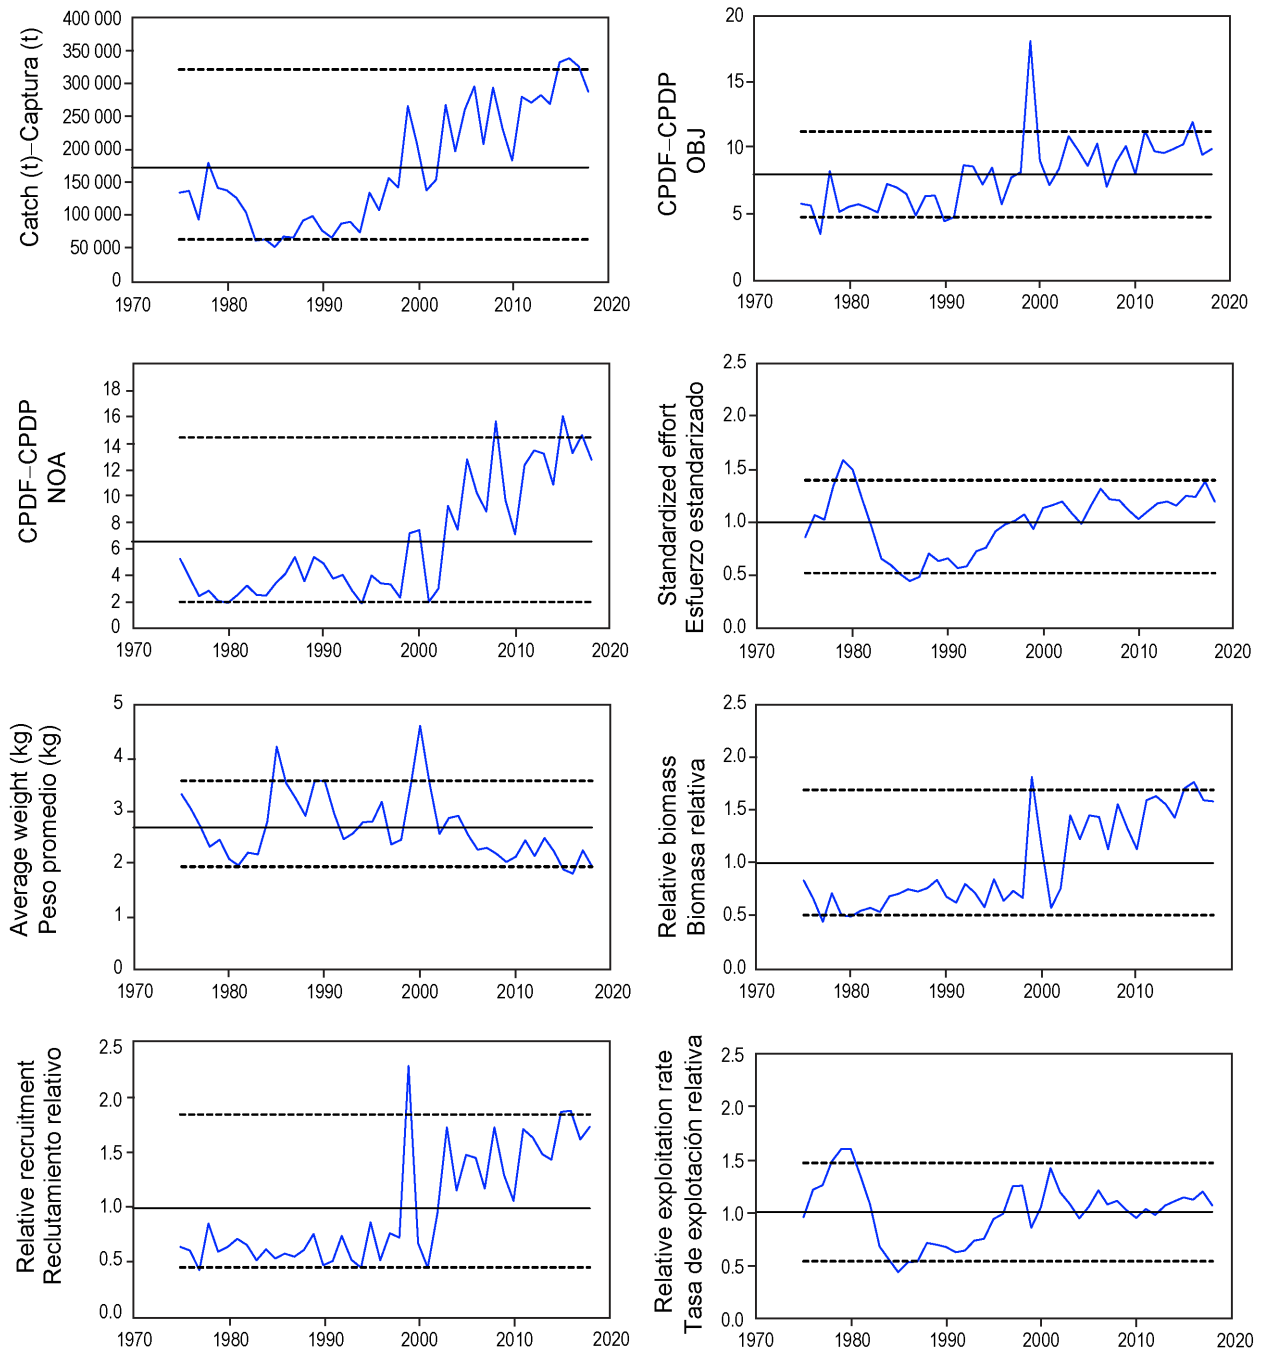 Catch (t)–Captura (t)
400 000
350 000
300 000
250 000
200 000
150 000
100 000
50 000
0
1970 1980 1990 2000 2010 2020
CPDF–CPDP
OBJ
20
15
10
5
0
1970 1980 1990 2000 2010 2020
CPDF–CPDP
NOA
18
16
14
12
10
8
6
4
2
0
1970 1980 1990 2000 2010 2020
Standardized effort
Esfuerzo estandarizado
2.5
2.0
1.5
1.0
0.5
0.0
1970 1980 1990 2000 2010 2020
Average weight (kg)
Peso promedio (kg)
5
4
3
2
1
0
1970 1980 1990 2000 2010 2020
Relative biomass
Biomasa relativa
2.5
2.0
1.5
1.0
0.5
0.0
1970 1980 1990 2000 2010
Relative recruitment
Reclutamiento relativo
2.5
2.0
1.5
1.0
0.5
0.0
1970 1980 1990 2000 2010 2020
Relative exploitation rate
Tasa de explotación relativa
2.5
2.0
1.5
1.0
0.5
0.0
1970 1980 1990 2000 2010 2020